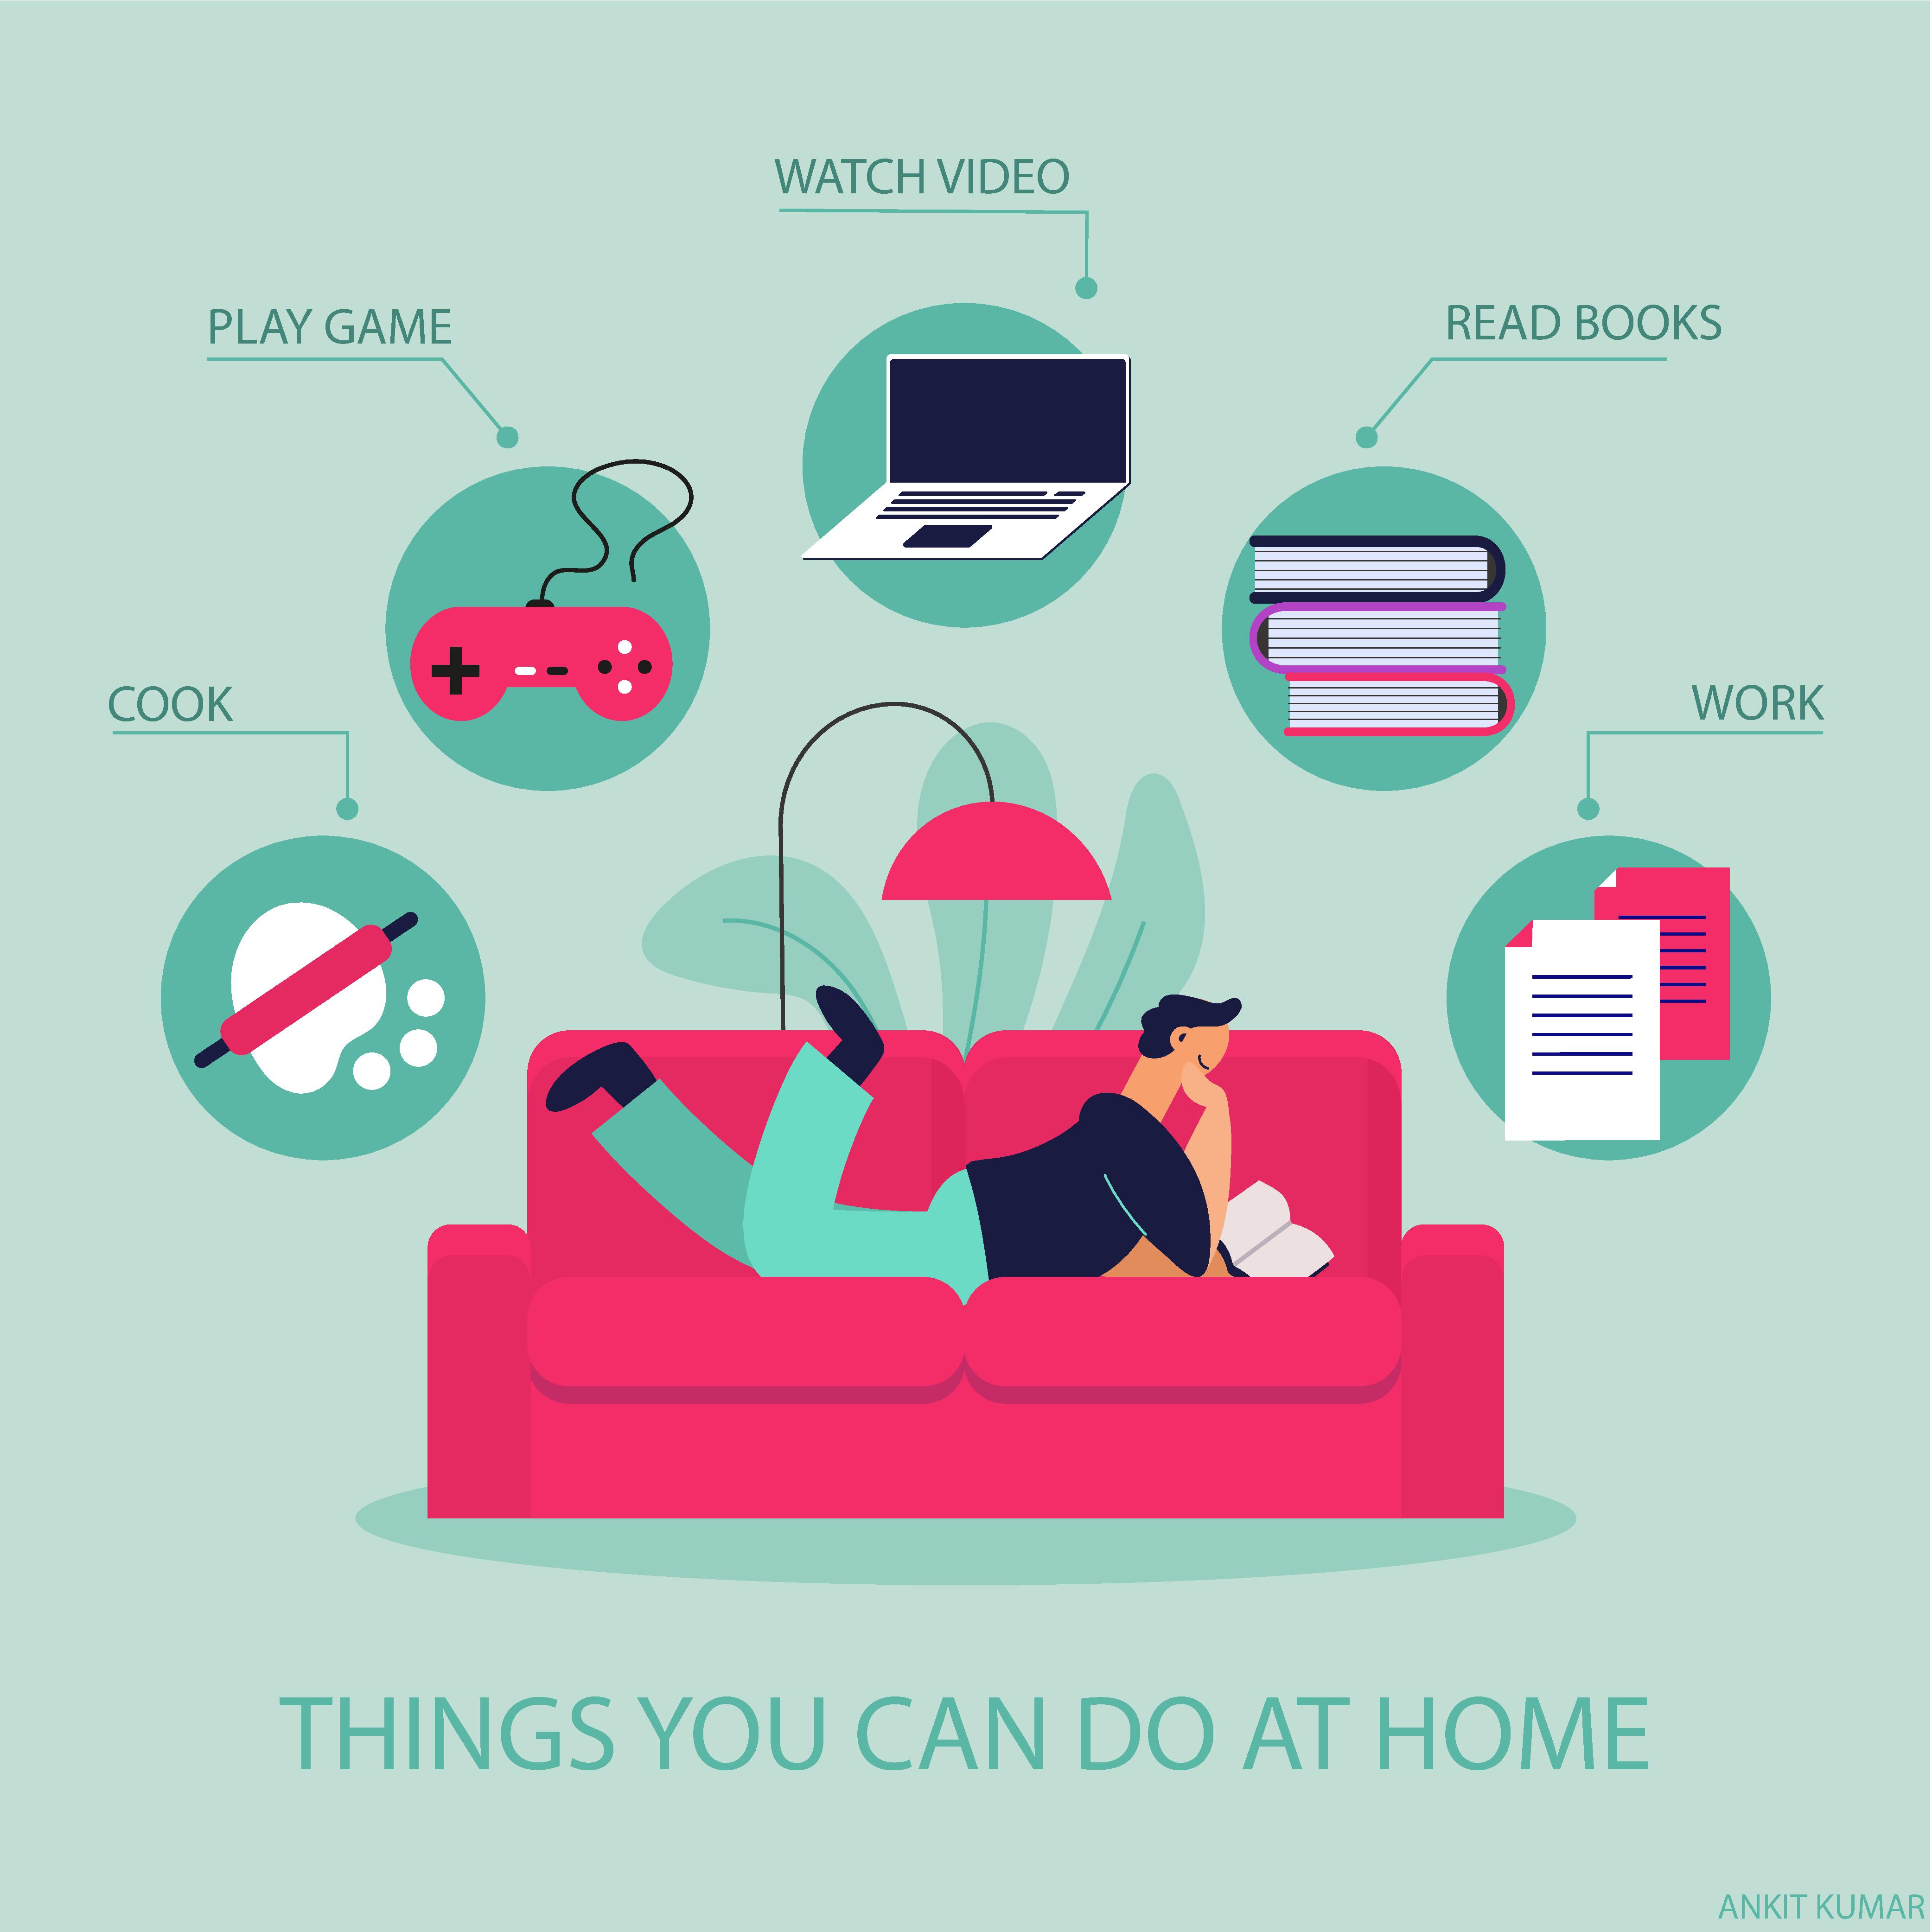 WATCH VIDEO
PLAY GAME
READ BOOKS
COOK
WORK
THINGS YOU CAN DO AT HOME
ANKIT KUMAR